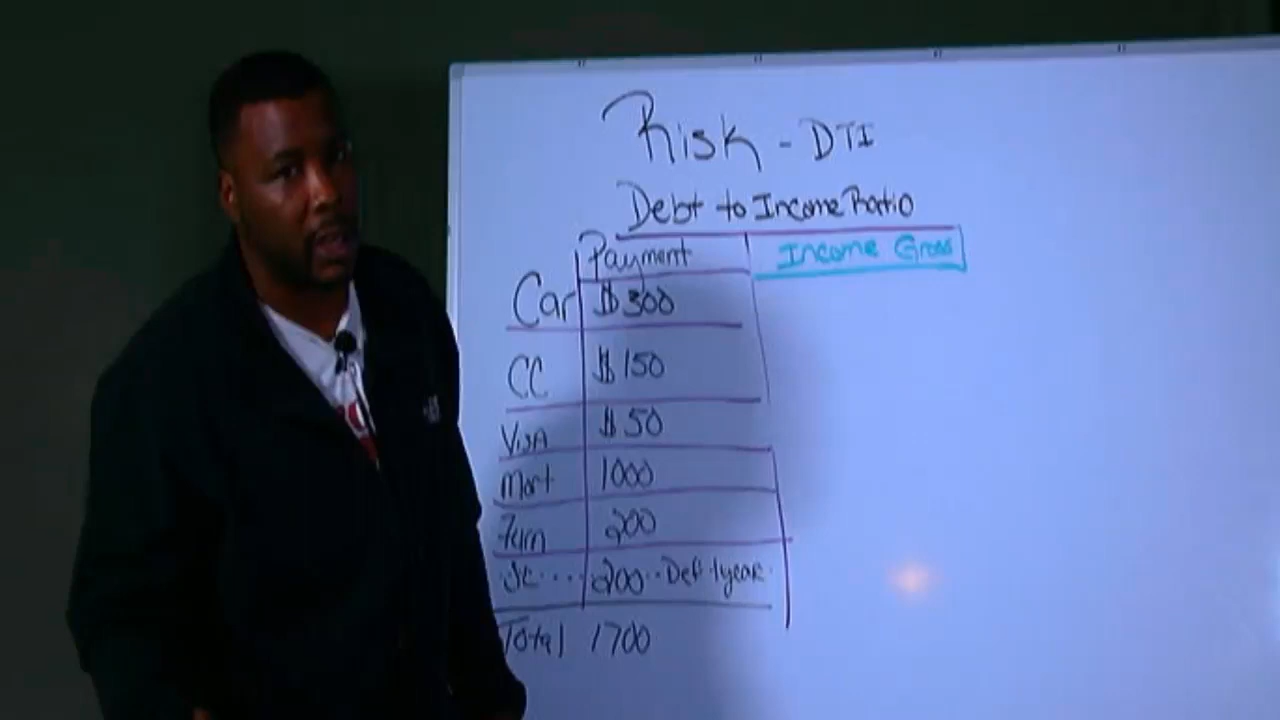 Risk - DTI
Debt to Income Ratio
Payment Income Gross
Car $300
CC $150
Visa $50
Mort 1000
Furn 200
200 -- Def 1year
Total 1700